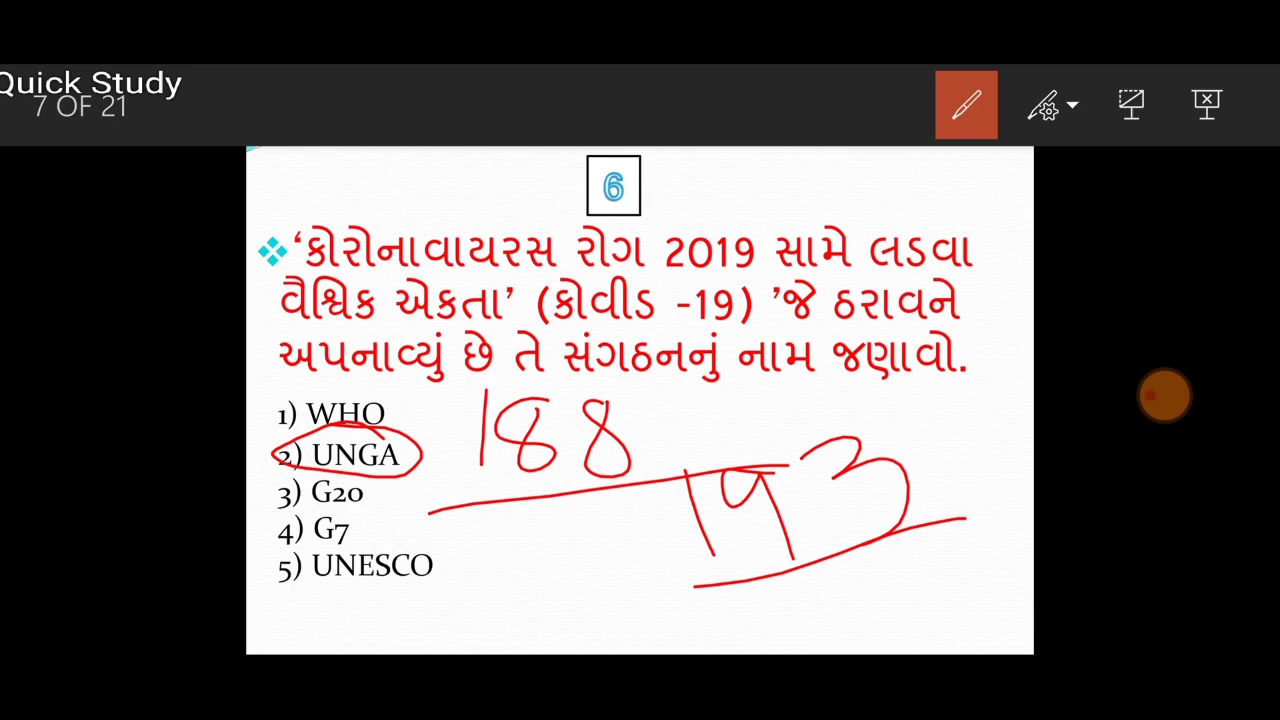 Quick Study
7 OF 21
6
‘કોરોનાવાયરસ રોગ 2019 સામે લડવા
વૈશ્વિક એકતા’ (કોવીડ -19) ’જે ઠરાવને
અપનાવ્યું છે તે સંગઠનનું નામ જણાવો.
1) WHO
2) UNGA
3) G20
4) G7
5) UNESCO
188
193